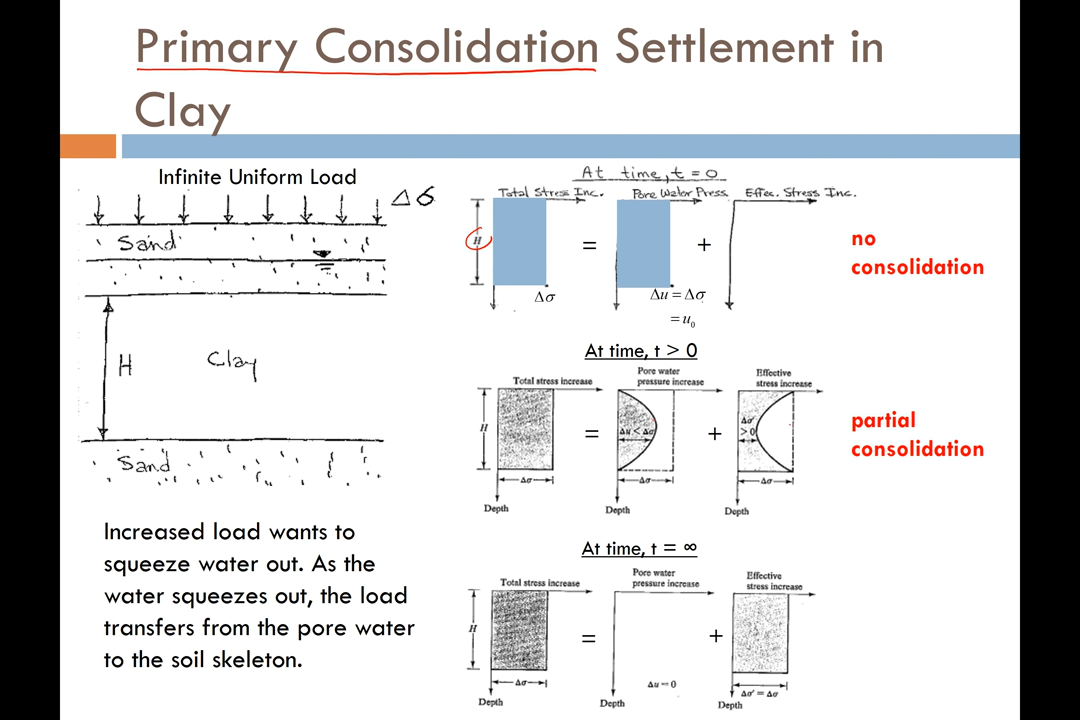 Primary Consolidation Settlement in
Clay
Infinite Uniform Load
Δσ
Sand
H
Clay
Sand
Increased load wants to
squeeze water out. As the
water squeezes out, the load
transfers from the pore water
to the soil skeleton.
At time, t = 0
Total Stress Inc. Pore Water Press. Effec. Stress Inc.
H
= +
Δσ
Δu = Δσ
= u₀
no
consolidation
At time, t > 0
Total stress increase
Pore water
pressure increase
Effective
stress increase
H
= +
Δu < Δσ
Δσ'
> 0
Δσ
Δσ
Δσ
Depth
Depth
Depth
partial
consolidation
At time, t = ∞
Total stress increase
Pore water
pressure increase
Effective
stress increase
H
= +
Δσ
Δu = 0
Δσ' = Δσ
Depth
Depth
Depth